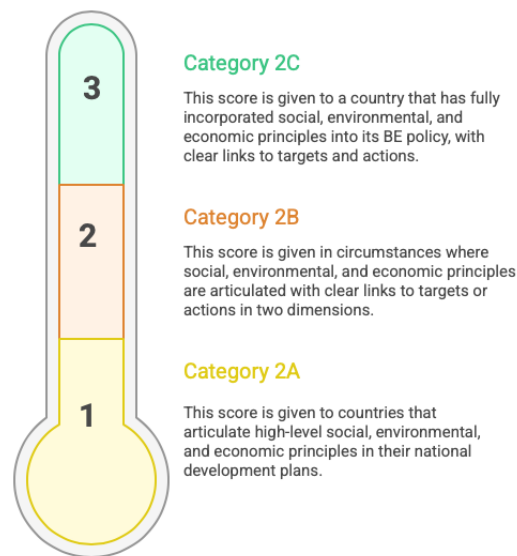 3
Category 2C
This score is given to a country that has fully
incorporated social, environmental, and
economic principles into its BE policy, with
clear links to targets and actions.
2
Category 2B
This score is given in circumstances where
social, environmental, and economic principles
are articulated with clear links to targets or
actions in two dimensions.
1
Category 2A
This score is given to countries that
articulate high-level social, environmental,
and economic principles in their national
development plans.